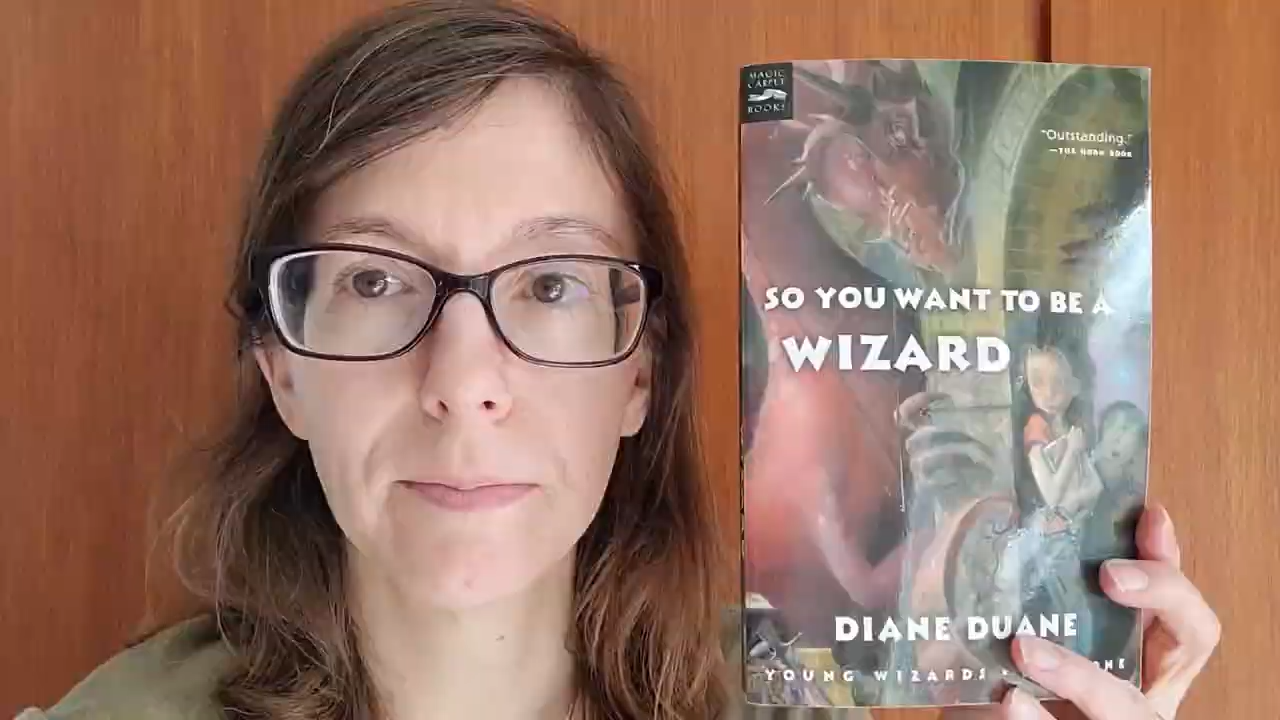 MAGIC
CARPET
BOOKS
"Outstanding."
—THE HORN BOOK
SO YOU WANT TO BE A
WIZARD
DIANE DUANE
YOUNG WIZARDS •